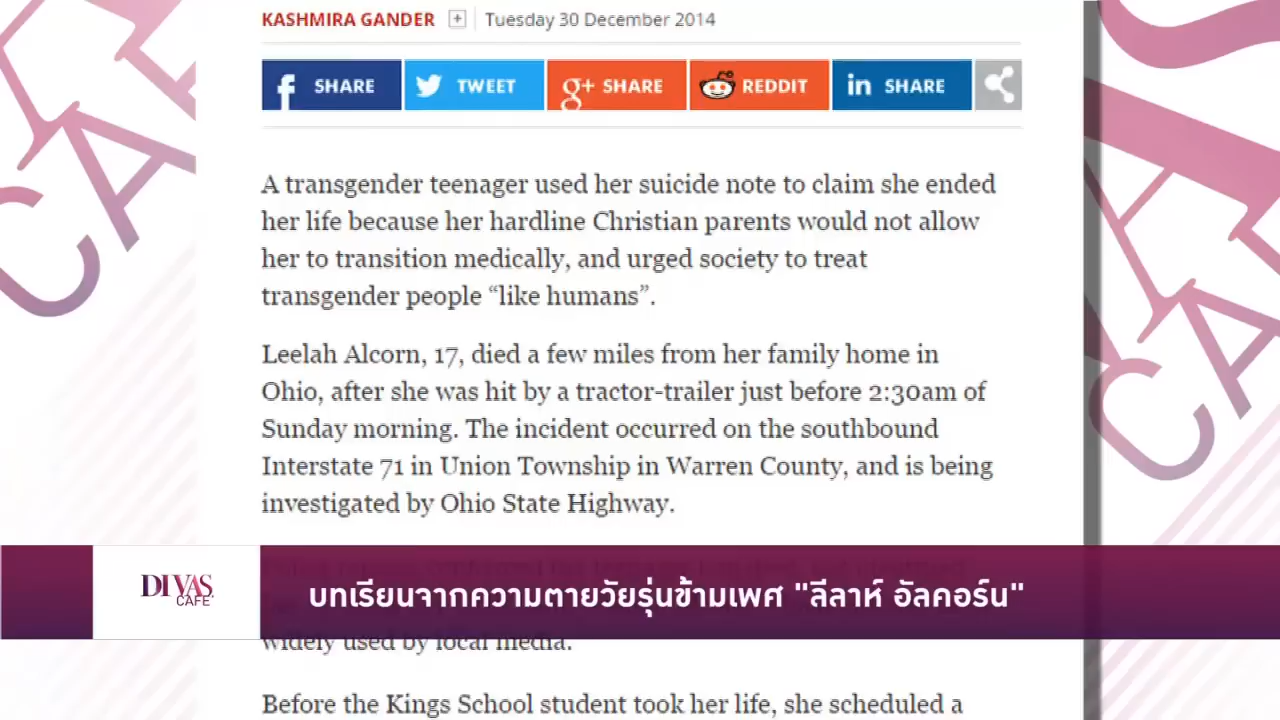 KASHMIRA GANDER + Tuesday 30 December 2014
SHARE TWEET g+ SHARE REDDIT in SHARE
A transgender teenager used her suicide note to claim she ended
her life because her hardline Christian parents would not allow
her to transition medically, and urged society to treat
transgender people “like humans”.
Leelah Alcorn, 17, died a few miles from her family home in
Ohio, after she was hit by a tractor-trailer just before 2:30am of
Sunday morning. The incident occurred on the southbound
Interstate 71 in Union Township in Warren County, and is being
investigated by Ohio State Highway.
DIVAS CAFE
บทเรียนจากความตายวัยรุ่นข้ามเพศ "ลีลาห์ อัลคอร์น"
widely used by local media.
Before the Kings School student took her life, she scheduled a